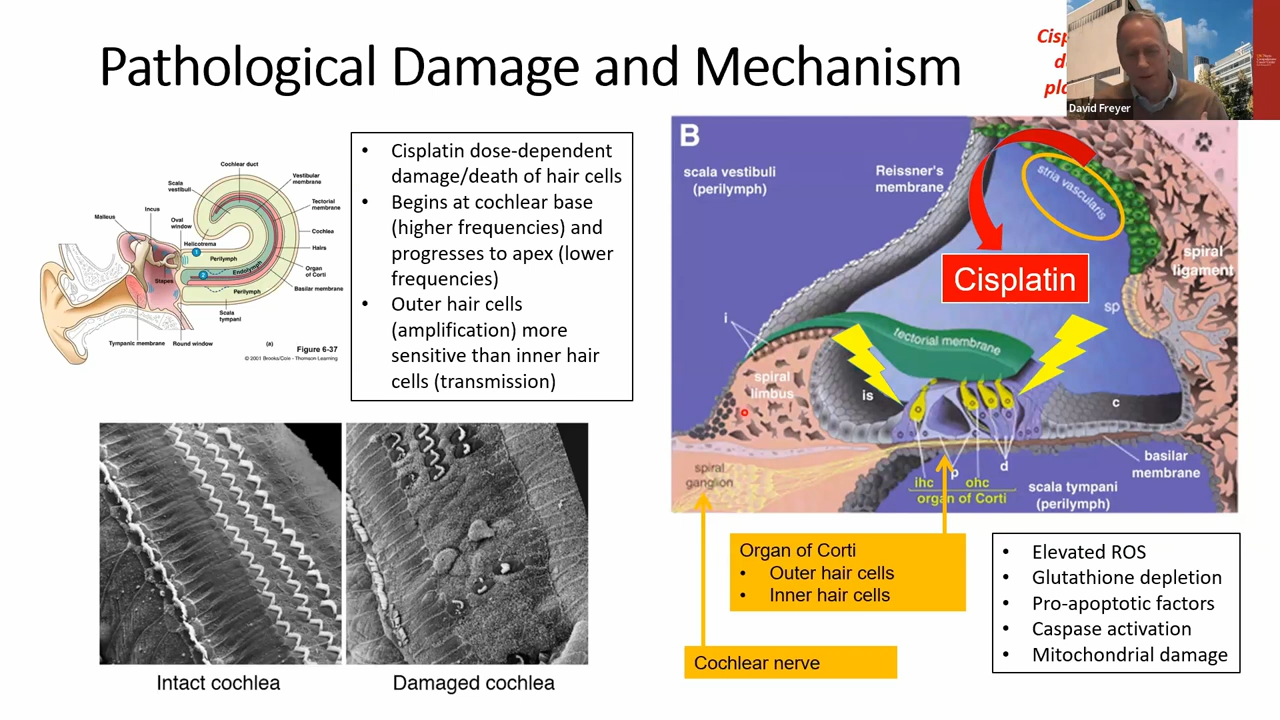 Pathological Damage and Mechanism
David Freyer
Cochlear duct
Scala
vestibuli
Vestibular
membrane
Tectorial
membrane
Malleus
Incus
Oval
window
Cochlea
Helicotrema
Hairs
1
Perilymph
Organ
of Corti
Stapes
2
Endolymph
Basilar membrane
Perilymph
Scala
tympani
Tympanic membrane
Round window
(a)
Figure 6-37
© 2001 Brooks/Cole - Thomson Learning
• Cisplatin dose-dependent
damage/death of hair cells
• Begins at cochlear base
(higher frequencies) and
progresses to apex (lower
frequencies)
• Outer hair cells
(amplification) more
sensitive than inner hair
cells (transmission)
Intact cochlea
Damaged cochlea
B
scala vestibuli
(perilymph)
Reissner's
membrane
stria vascularis
spiral
ligament
Cisplatin
sp
i
tectorial membrane
spiral
limbus
is
c
basilar
membrane
spiral
ganglion
p
d
ihc
ohc
organ of Corti
scala tympani
(perilymph)
Organ of Corti
• Outer hair cells
• Inner hair cells
Cochlear nerve
• Elevated ROS
• Glutathione depletion
• Pro-apoptotic factors
• Caspase activation
• Mitochondrial damage